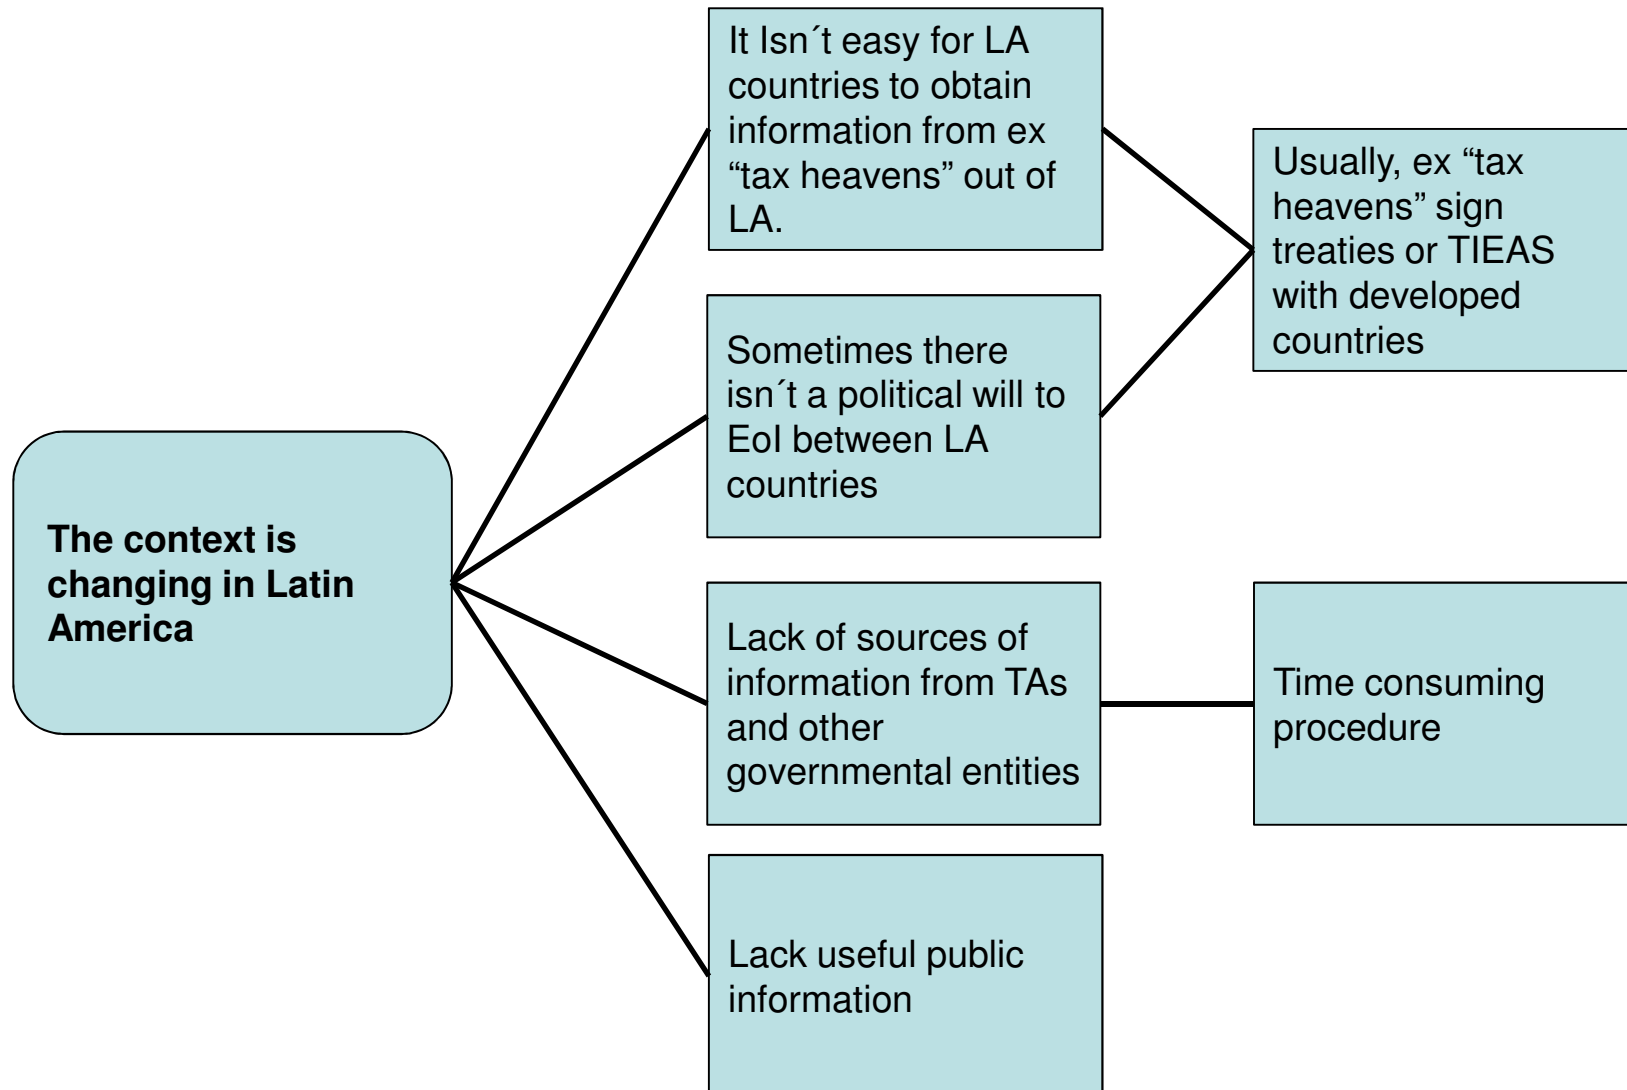 It Isn´t easy for LA
countries to obtain
information from ex
“tax heavens” out of
LA.
Usually, ex “tax
heavens” sign
treaties or TIEAS
with developed
countries
Sometimes there
isn´t a political will to
EoI between LA
countries
The context is
changing in Latin
America
Lack of sources of
information from TAs
and other
governmental entities
Time consuming
procedure
Lack useful public
information